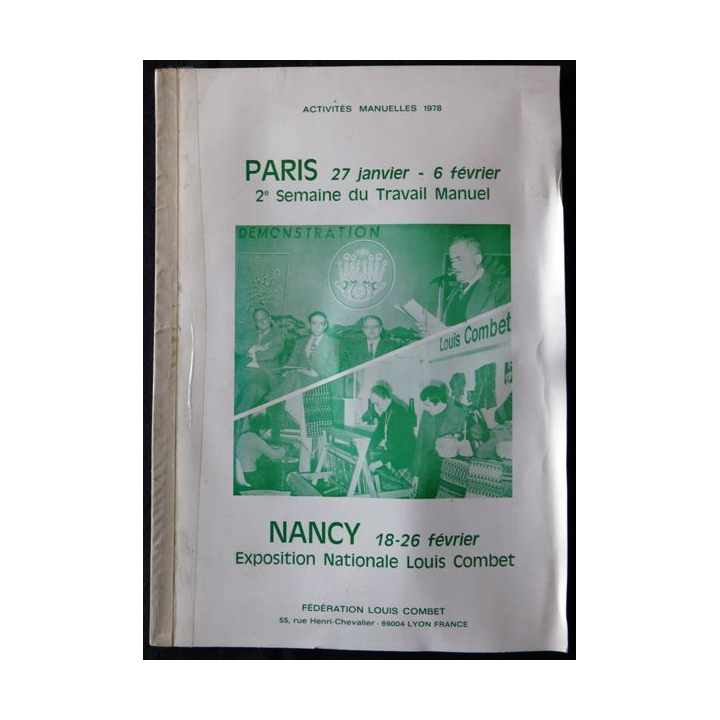 ACTIVITES MANUELLES 1978
PARIS 27 janvier - 6 février
2e Semaine du Travail Manuel
DEMONSTRATION
Louis Combet
NANCY 18-26 février
Exposition Nationale Louis Combet
FÉDÉRATION LOUIS COMBET
55, rue Henri-Chevalier - 69004 LYON FRANCE